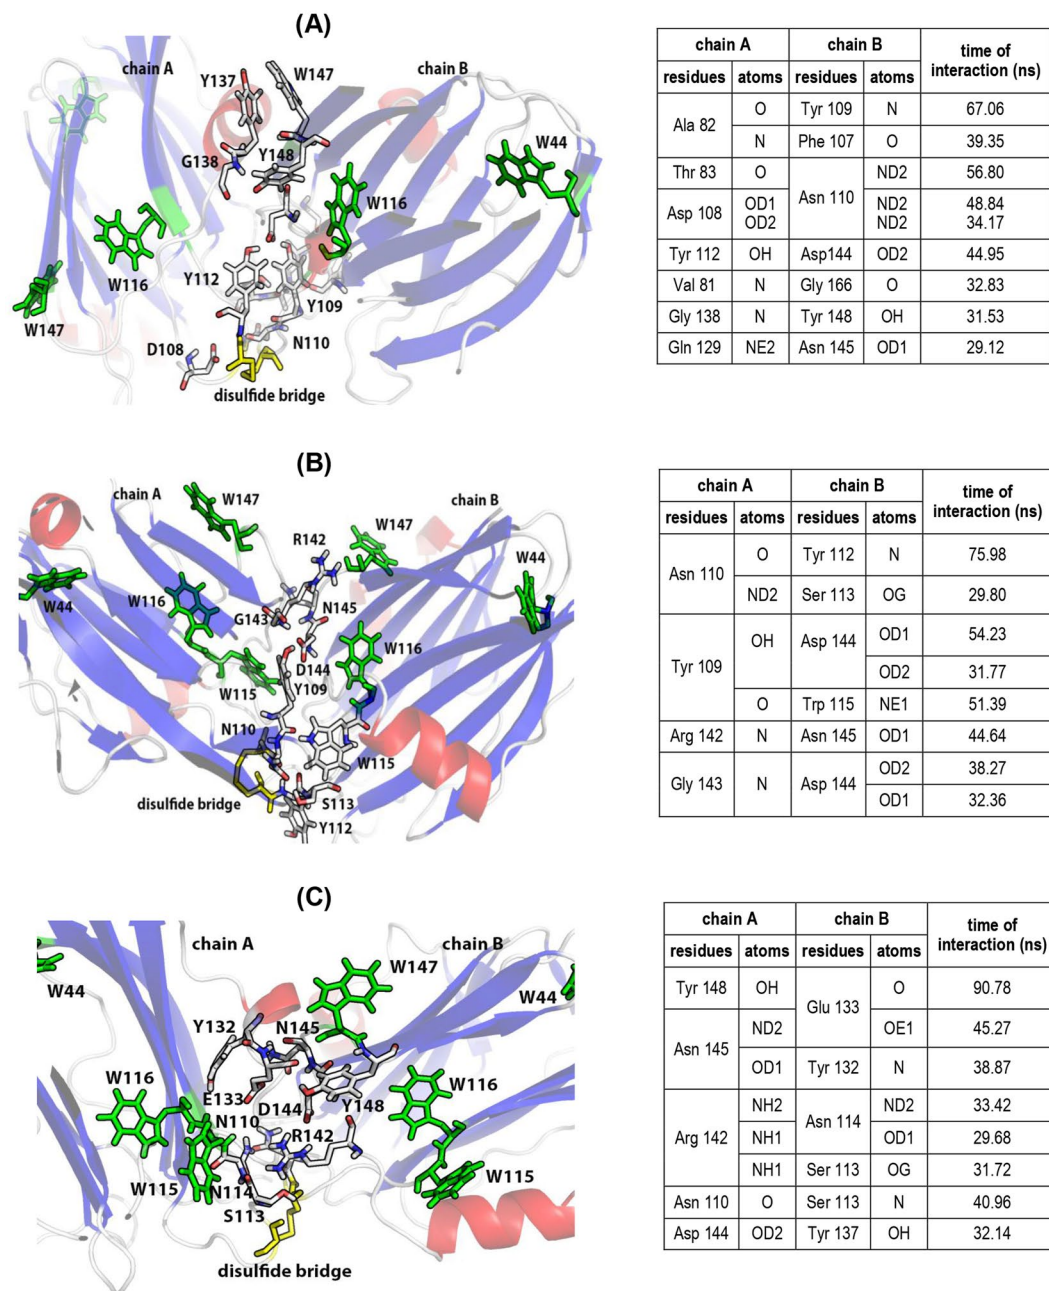 (A)
chain A
Y137
W147
chain B
G138
Y148
W44
W116
W116
Y112
Y109
W147
D108
N110
disulfide bridge
chain A chain B time of interaction (ns)
residues atoms residues atoms
Ala 82 O Tyr 109 N 67.06
N Phe 107 O 39.35
Thr 83 O Asn 110 ND2 56.80
Asp 108 OD1 ND2 48.84
OD2 ND2 34.17
Tyr 112 OH Asp144 OD2 44.95
Val 81 N Gly 166 O 32.83
Gly 138 N Tyr 148 OH 31.53
Gln 129 NE2 Asn 145 OD1 29.12
(B)
chain A
W147
chain B
R142
W147
W44
W44
W116
G143
N145
W116
D144
W115
Y109
N110
W115
disulfide bridge
S113
Y112
chain A chain B time of interaction (ns)
residues atoms residues atoms
Asn 110 O Tyr 112 N 75.98
ND2 Ser 113 OG 29.80
Tyr 109 OH Asp 144 OD1 54.23
OD2 31.77
O Trp 115 NE1 51.39
Arg 142 N Asn 145 OD1 44.64
Gly 143 N Asp 144 OD2 38.27
OD1 32.36
(C)
chain A
chain B
W147
W44
W44
Y132
N145
W116
W116
E133
D144
Y148
N110
R142
W115
N114
W115
S113
disulfide bridge
chain A chain B time of interaction (ns)
residues atoms residues atoms
Tyr 148 OH Glu 133 O 90.78
Asn 145 ND2 OE1 45.27
OD1 Tyr 132 N 38.87
Arg 142 NH2 Asn 114 ND2 33.42
NH1 OD1 29.68
NH1 Ser 113 OG 31.72
Asn 110 O Ser 113 N 40.96
Asp 144 OD2 Tyr 137 OH 32.14